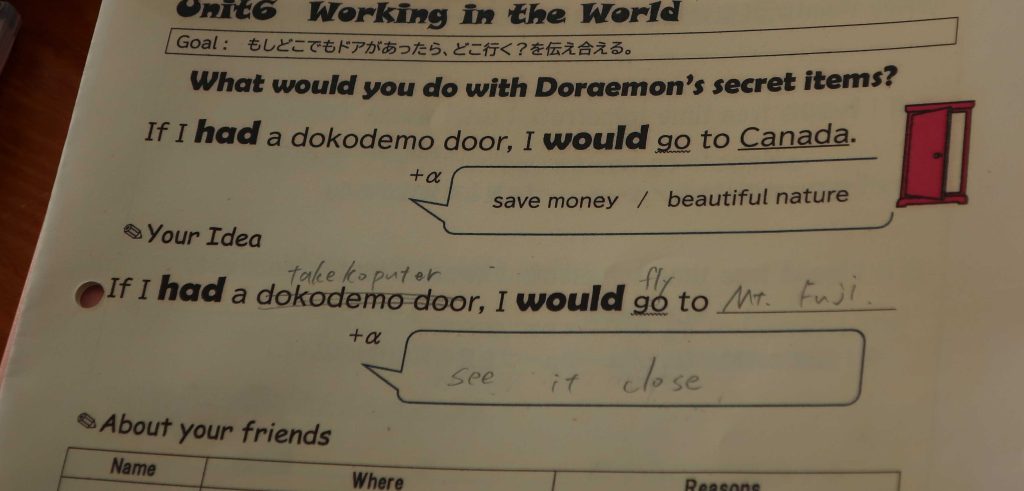 Unit6 Working in the World
Goal : もしどこでもドアがあったら、どこ行く？を伝え合える。
What would you do with Doraemon's secret items?
If I had a dokodemo door, I would go to Canada.
+α
save money / beautiful nature
✎Your Idea
takekoputer fly
If I had a dokodemo door, I would go to Mt. Fuji.
+α
see it close
✎About your friends
Name Where Reasons